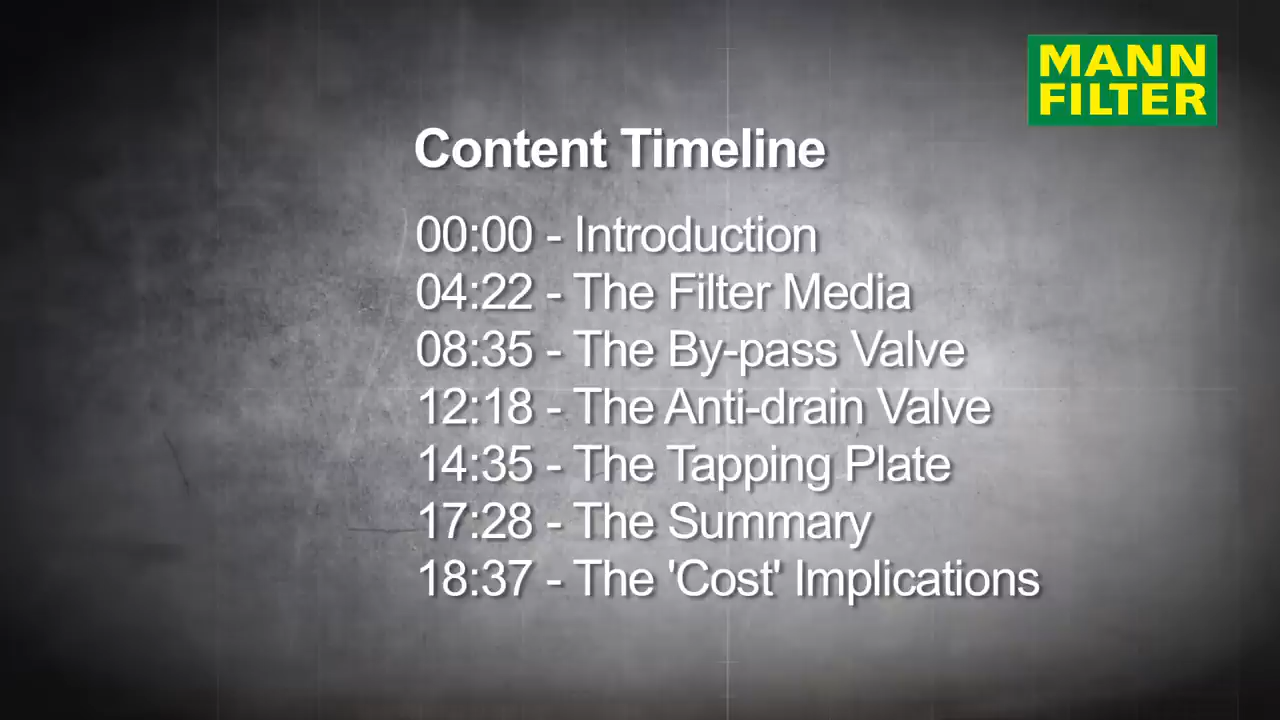 MANN
FILTER
Content Timeline
00:00 - Introduction
04:22 - The Filter Media
08:35 - The By-pass Valve
12:18 - The Anti-drain Valve
14:35 - The Tapping Plate
17:28 - The Summary
18:37 - The 'Cost' Implications